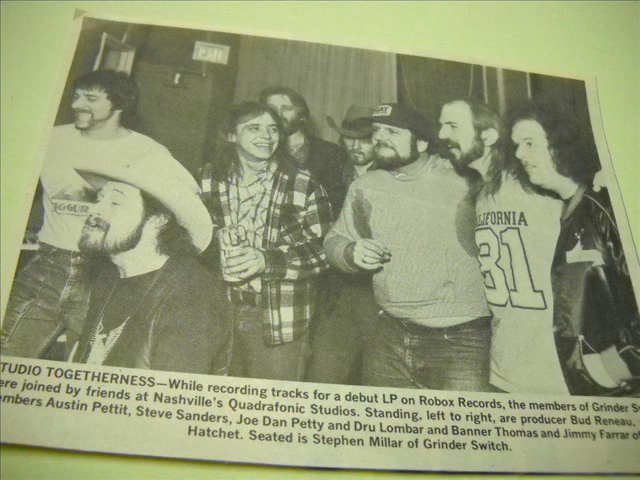 EXIT
CAT
LIFORNIA
81
TUDIO TOGETHERNESS—While recording tracks for a debut LP on Robox Records, the members of Grinder S
ere joined by friends at Nashville's Quadrafonic Studios. Standing, left to right, are producer Bud Reneau,
embers Austin Pettit, Steve Sanders, Joe Dan Petty and Dru Lombar and Banner Thomas and Jimmy Farrar o
Hatchet. Seated is Stephen Millar of Grinder Switch.